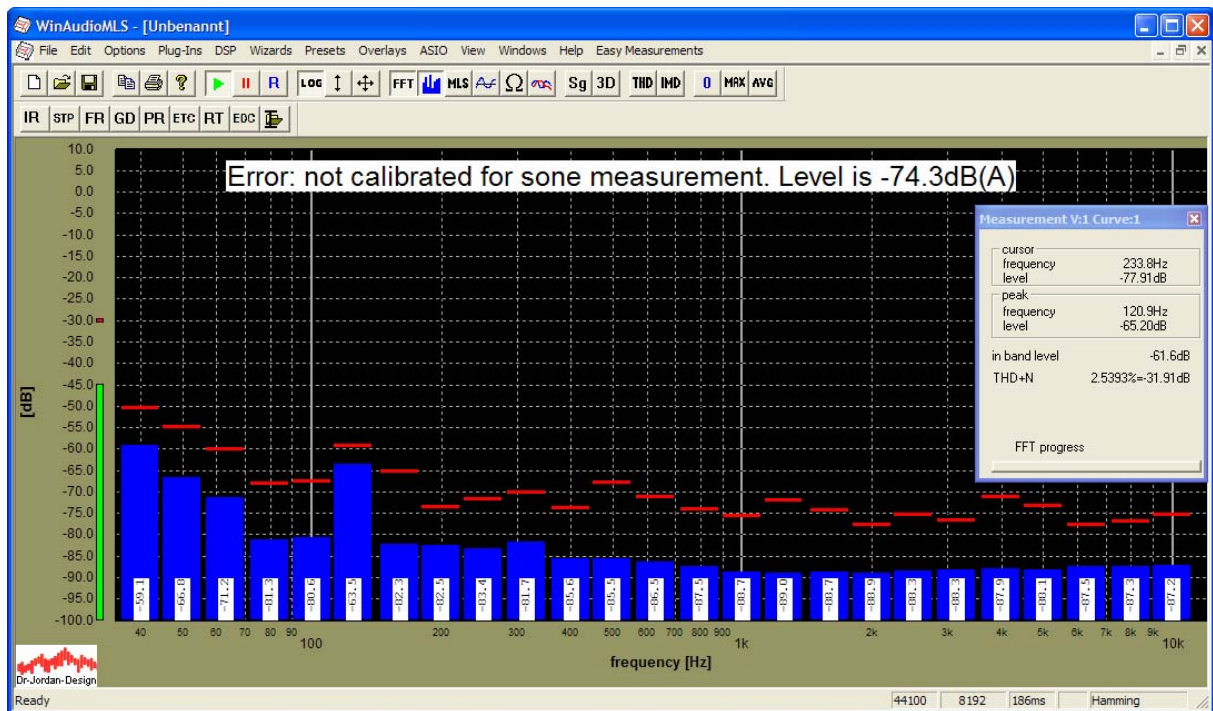 WinAudioMLS - [Unbenannt]
File Edit Options Plug-Ins DSP Wizards Presets Overlays ASIO View Windows Help Easy Measurements
R LOG FFT MLS Ω Sg 3D THD IMD 0 MAX AVG
IR STP FR GD PR ETC RT EDC
Error: not calibrated for sone measurement. Level is -74.3dB(A)
10.0
5.0
0.0
-5.0
-10.0
-15.0
-20.0
-25.0
-30.0
-35.0
-40.0
-45.0
-50.0
-55.0
-60.0
-65.0
-70.0
-75.0
-80.0
-85.0
-90.0
-95.0
-100.0
[dB]
Measurement V:1 Curve:1
cursor
frequency 233.8Hz
level -77.91dB
peak
frequency 120.9Hz
level -65.20dB
in band level -61.6dB
THD+N 2.5393%=-31.91dB
FFT progress
-59.1 -66.8 -71.2 -81.3 -80.6 -63.5 -82.3 -82.5 -83.4 -81.7 -85.6 -85.5 -86.5 -87.5 -88.7 -89.0 -88.7 -88.9 -88.3 -88.3 -87.9 -88.1 -87.5 -87.3 -87.2
40 50 60 70 80 90 200 300 400 500 600 700 800 900 2k 3k 4k 5k 6k 7k 8k 9k
100 1k 10k
frequency [Hz]
Dr-Jordan-Design
Ready 44100 8192 186ms Hamming